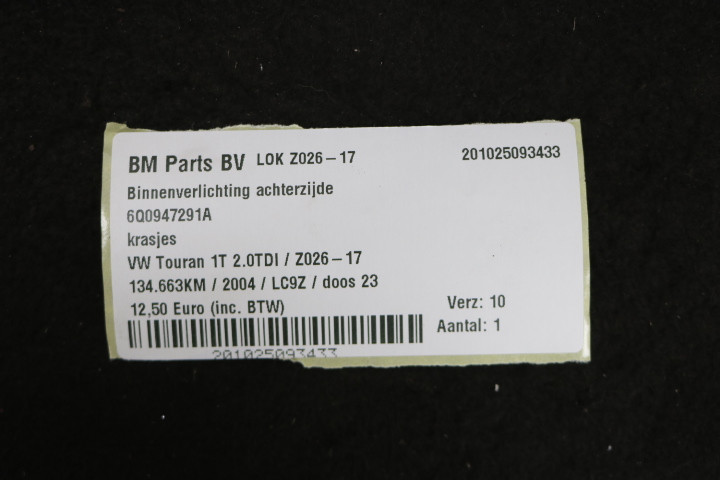 BM Parts BV LOK Z026-17 201025093433
Binnenverlichting achterzijde
6Q0947291A
krasjes
VW Touran 1T 2.0TDI / Z026-17
134.663KM / 2004 / LC9Z / doos 23
12,50 Euro (inc. BTW) Verz: 10
Aantal: 1
201025093433